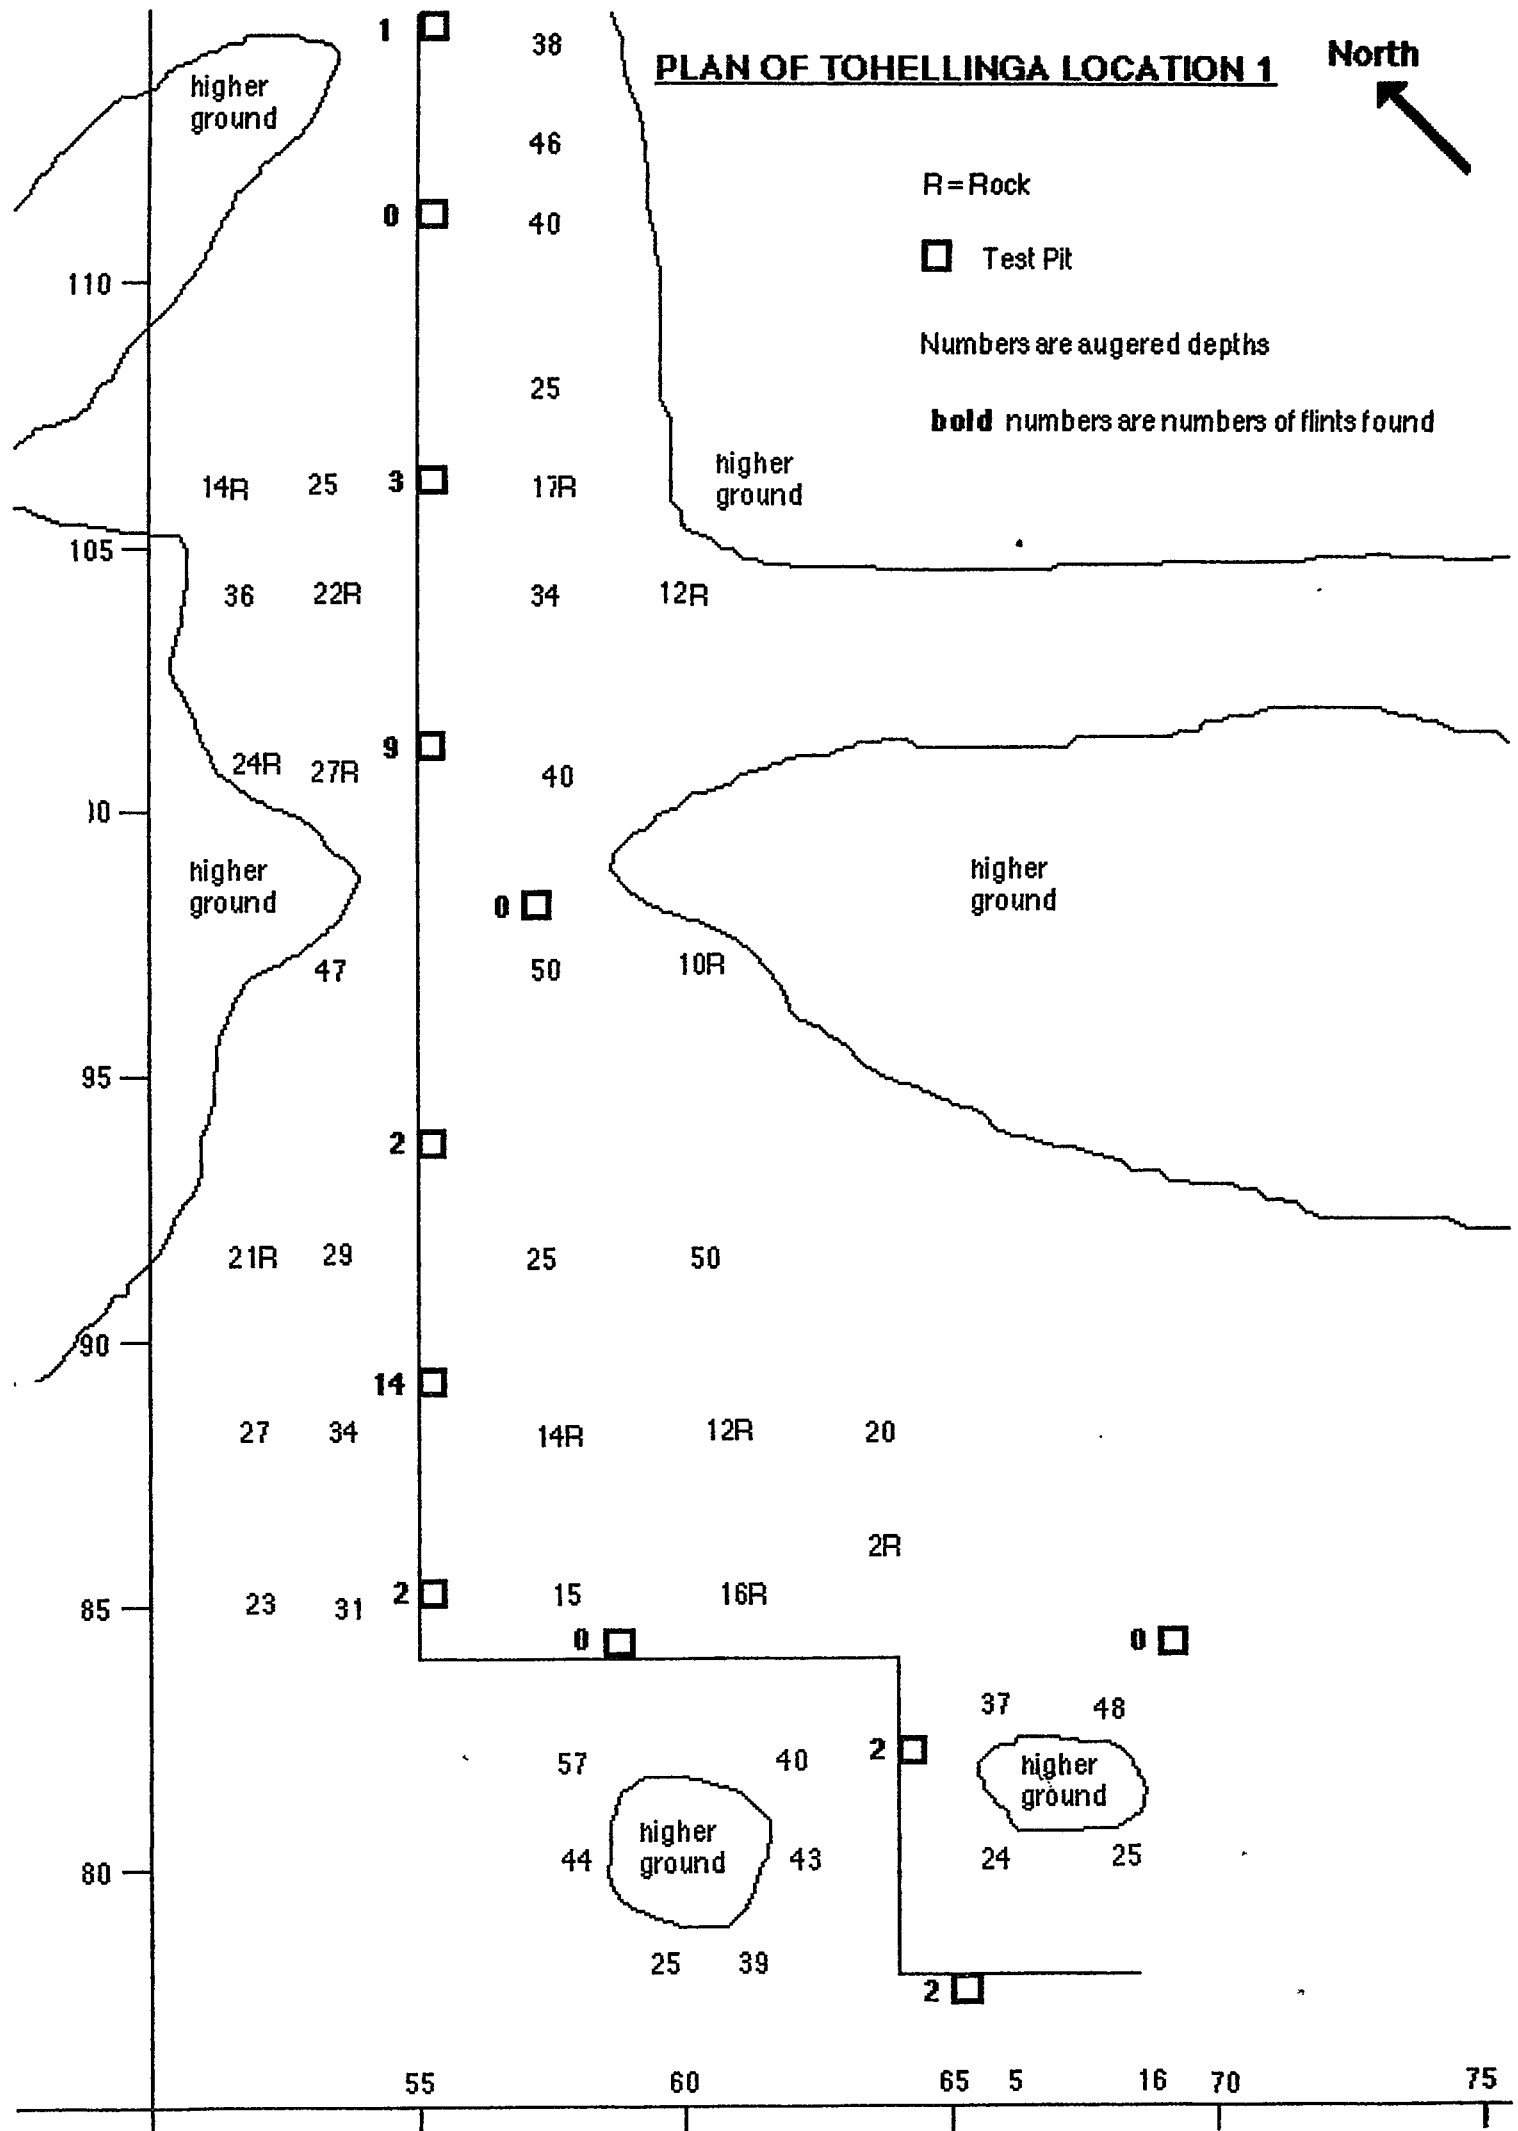 1 38 PLAN OF TOHELLINGA LOCATION 1 North
higher
ground
46
R=Rock
0 40
Test Pit
110
Numbers are augered depths
25
bold numbers are numbers of flints found
higher
ground
14R 25 3 17R
105
36 22R 34 12R
9
24R 27R 40
10
higher
ground
higher
ground
0
47 50 10R
95
2
21R 29 25 50
90
14
27 34 14R 12R 20
2R
85 23 31 2 15 16R
0 0
37 48
57 40 2
higher
ground
higher
ground
80 44 43 24 25
25 39
2
55 60 65 5 16 70 75